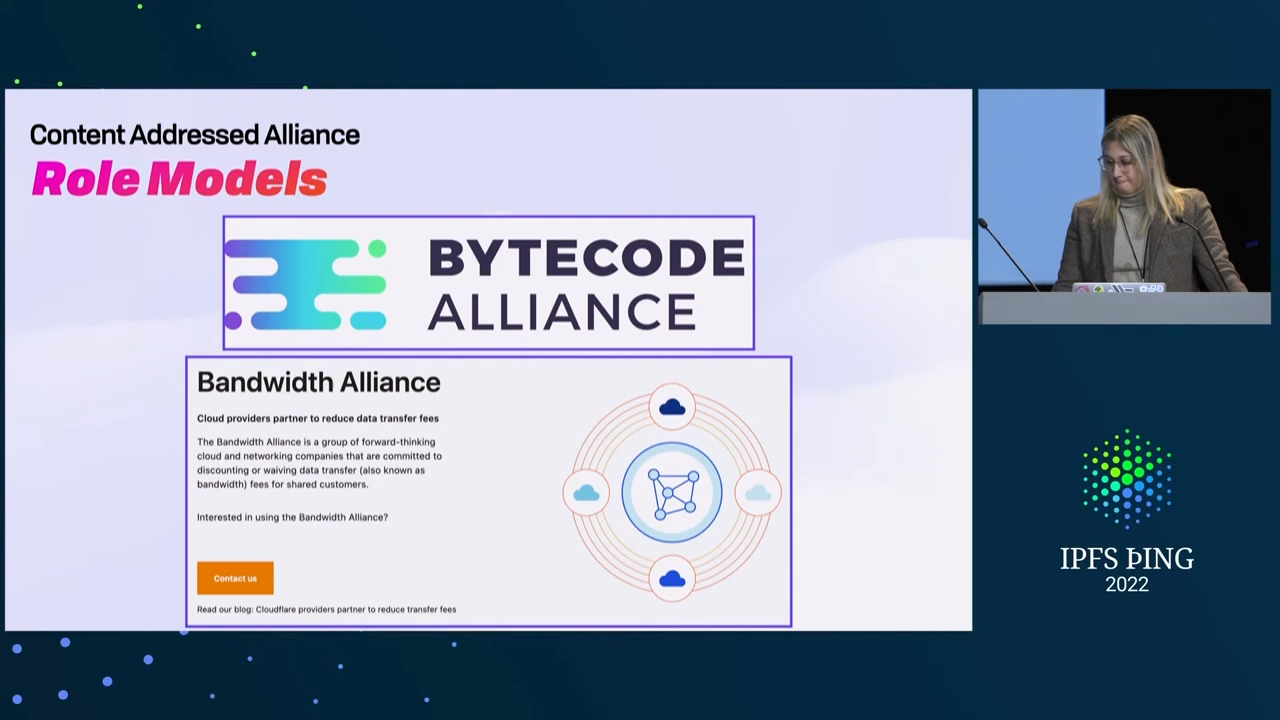 Content Addressed Alliance
Role Models
BYTECODE
ALLIANCE
Bandwidth Alliance
Cloud providers partner to reduce data transfer fees
The Bandwidth Alliance is a group of forward-thinking
cloud and networking companies that are committed to
discounting or waiving data transfer (also known as
bandwidth) fees for shared customers.
Interested in using the Bandwidth Alliance?
Contact us
Read our blog: Cloudflare providers partner to reduce transfer fees
IPFS ÞING
2022